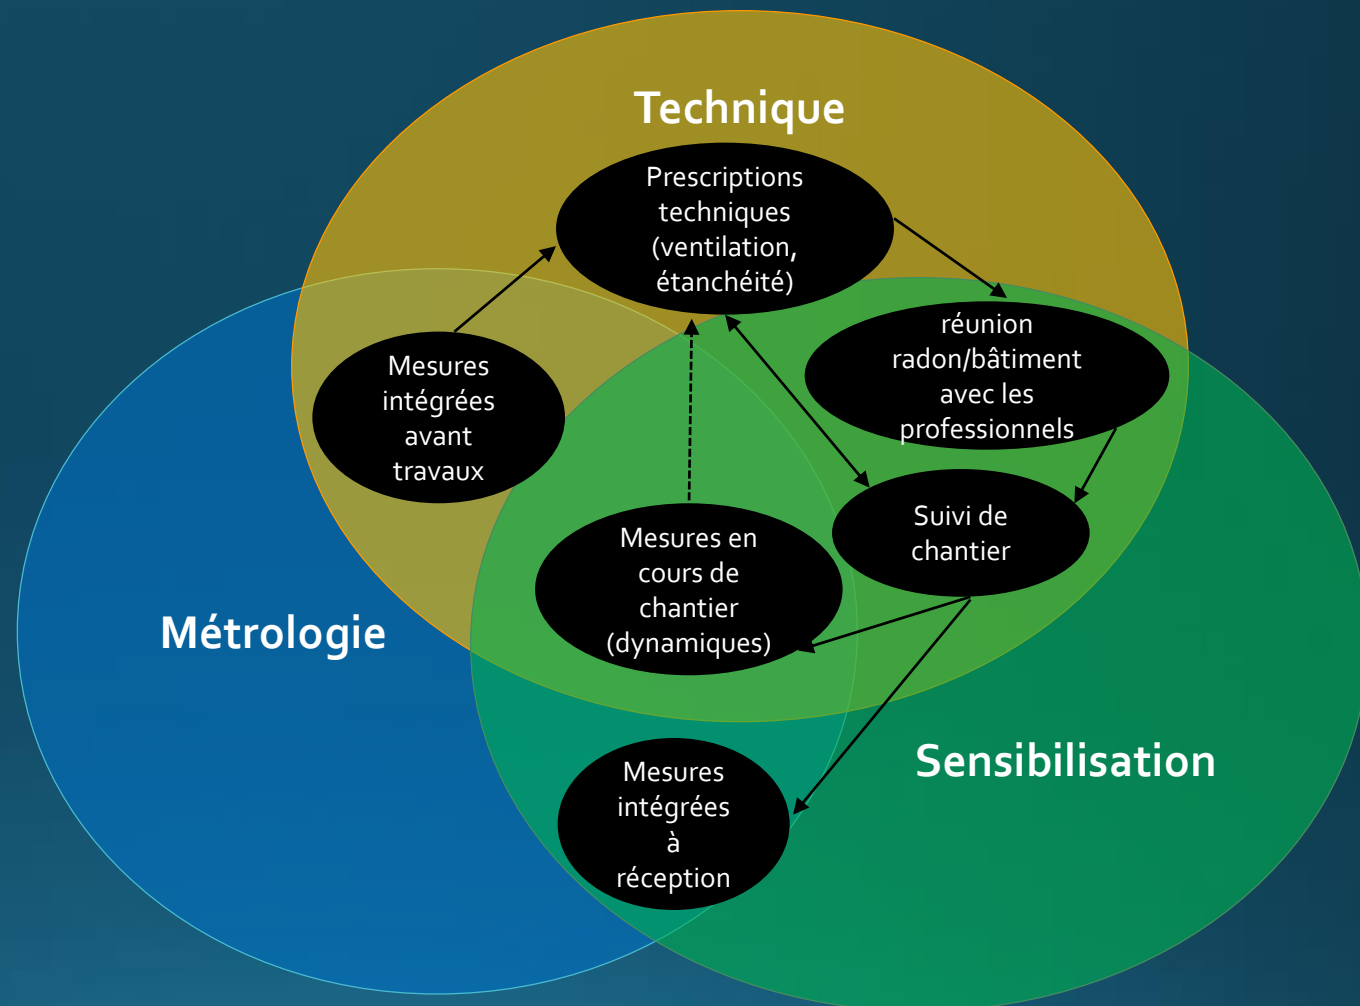 Technique
Prescriptions
techniques
(ventilation,
étanchéité)
réunion
radon/bâtiment
avec les
professionnels
Mesures
intégrées
avant
travaux
Suivi de
chantier
Mesures en
cours de
chantier
(dynamiques)
Métrologie
Sensibilisation
Mesures
intégrées
à
réception